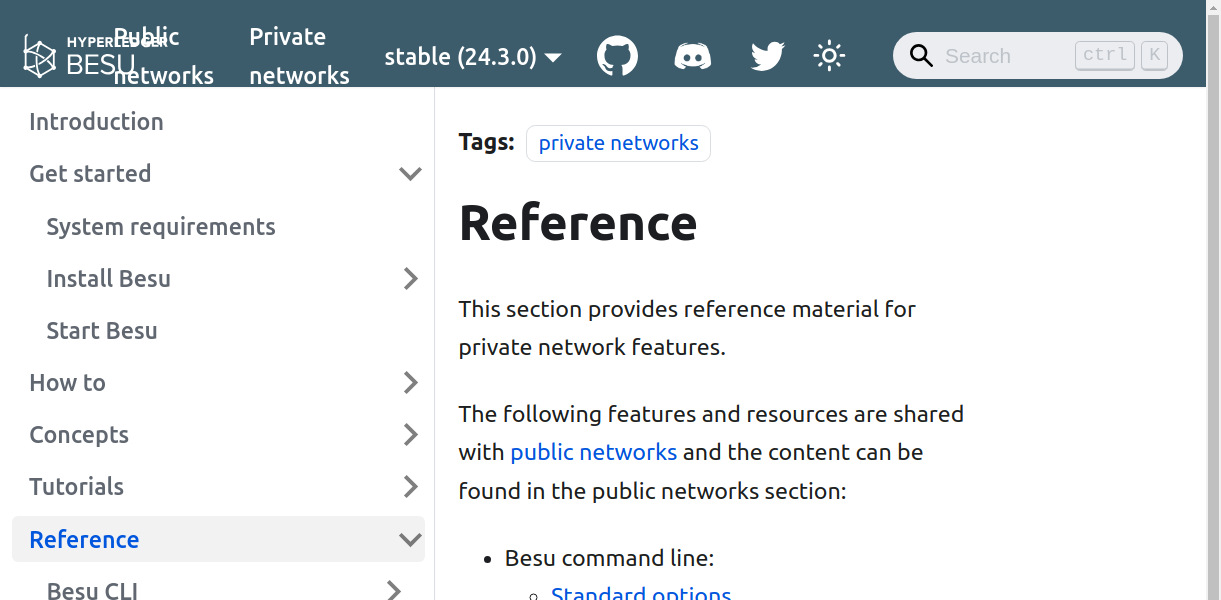 HYPERLEDGER
BESU
Public
networks
Private
networks
stable (24.3.0)
Search
ctrl K
Introduction
Get started
System requirements
Install Besu
Start Besu
How to
Concepts
Tutorials
Reference
Besu CLI
Tags: private networks
Reference
This section provides reference material for
private network features.
The following features and resources are shared
with public networks and the content can be
found in the public networks section:
Besu command line:
Standard options